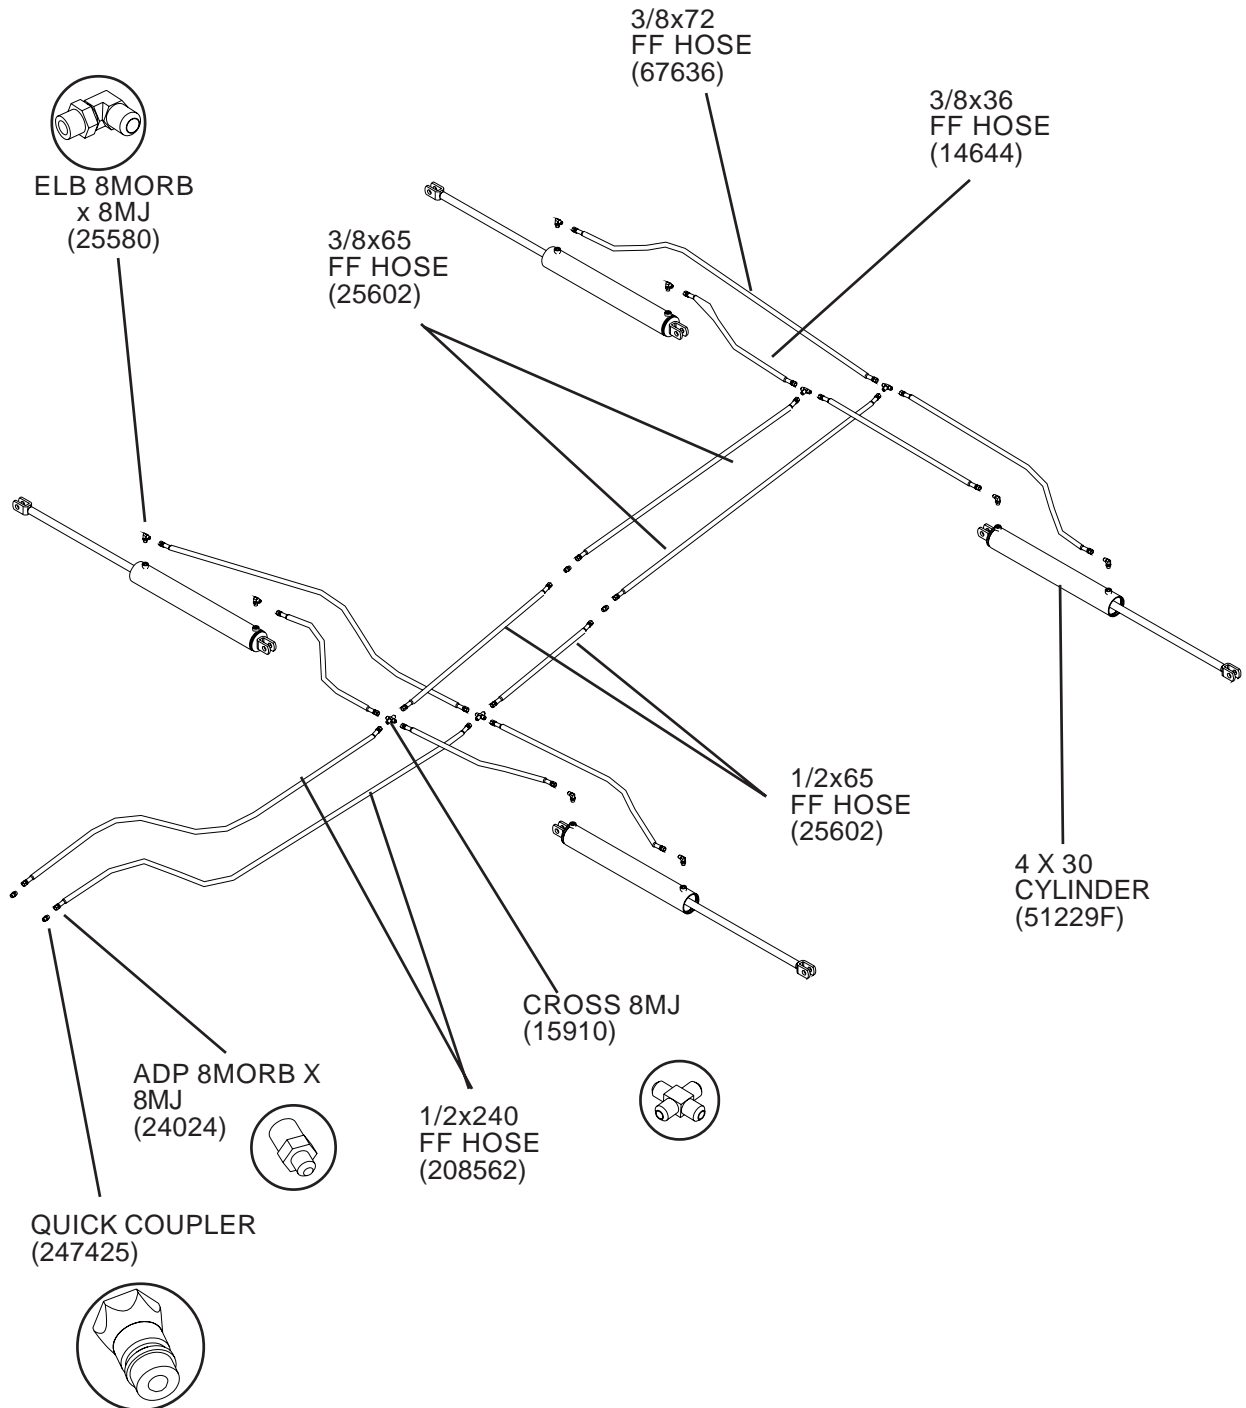 3/8x72
FF HOSE
(67636)
3/8x36
FF HOSE
(14644)
ELB 8MORB
x 8MJ
(25580)
3/8x65
FF HOSE
(25602)
1/2x65
FF HOSE
(25602)
4 X 30
CYLINDER
(51229F)
CROSS 8MJ
(15910)
ADP 8MORB X
8MJ
(24024)
1/2x240
FF HOSE
(208562)
QUICK COUPLER
(247425)